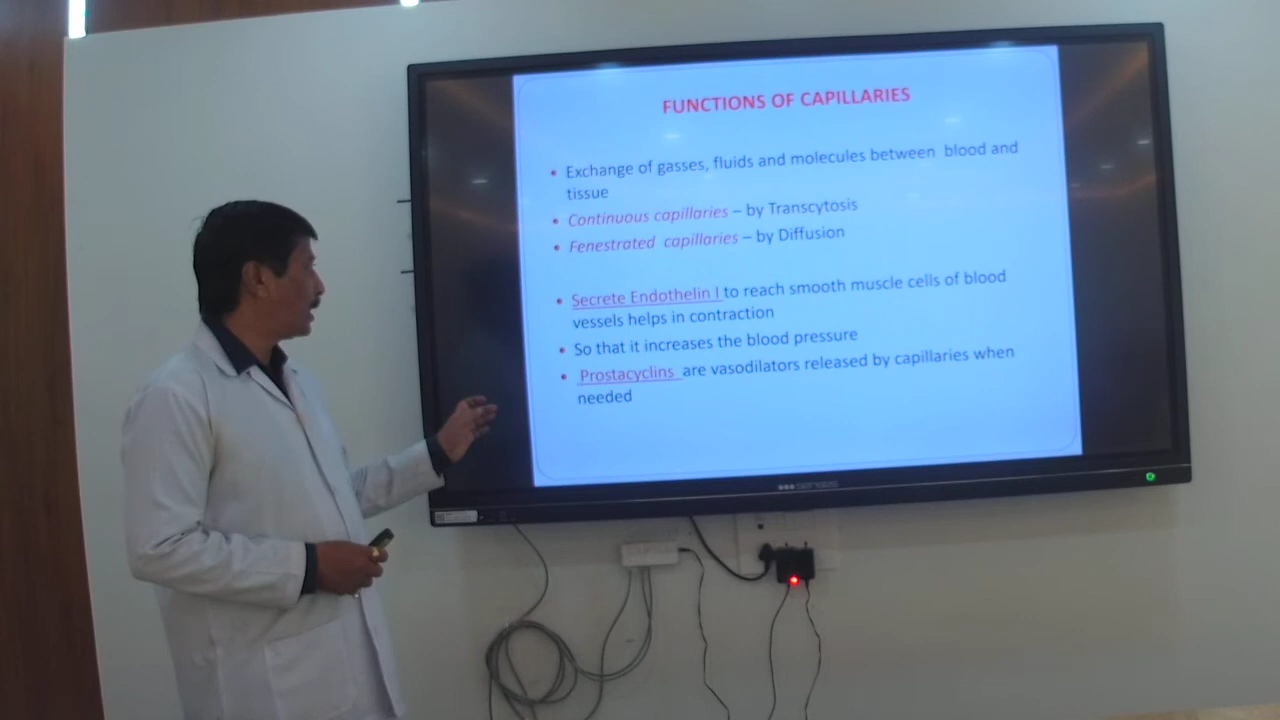 FUNCTIONS OF CAPILLARIES
• Exchange of gasses, fluids and molecules between blood and
tissue
• Continuous capillaries – by Transcytosis
• Fenestrated capillaries – by Diffusion
• Secrete Endothelin I to reach smooth muscle cells of blood
vessels helps in contraction
• So that it increases the blood pressure
• Prostacyclins are vasodilators released by capillaries when
needed